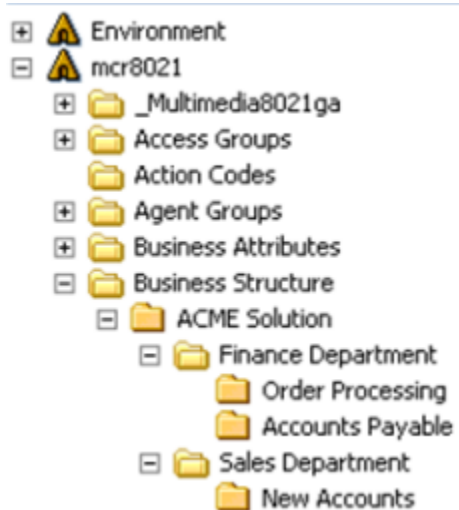 Environment
mcr8021
_Multimedia8021ga
Access Groups
Action Codes
Agent Groups
Business Attributes
Business Structure
ACME Solution
Finance Department
Order Processing
Accounts Payable
Sales Department
New Accounts